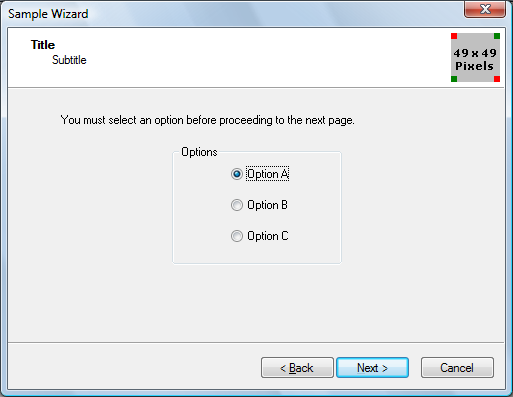 Sample Wizard
Title
Subtitle
49 x 49
Pixels
You must select an option before proceeding to the next page.
Options
Option A
Option B
Option C
< Back
Next >
Cancel